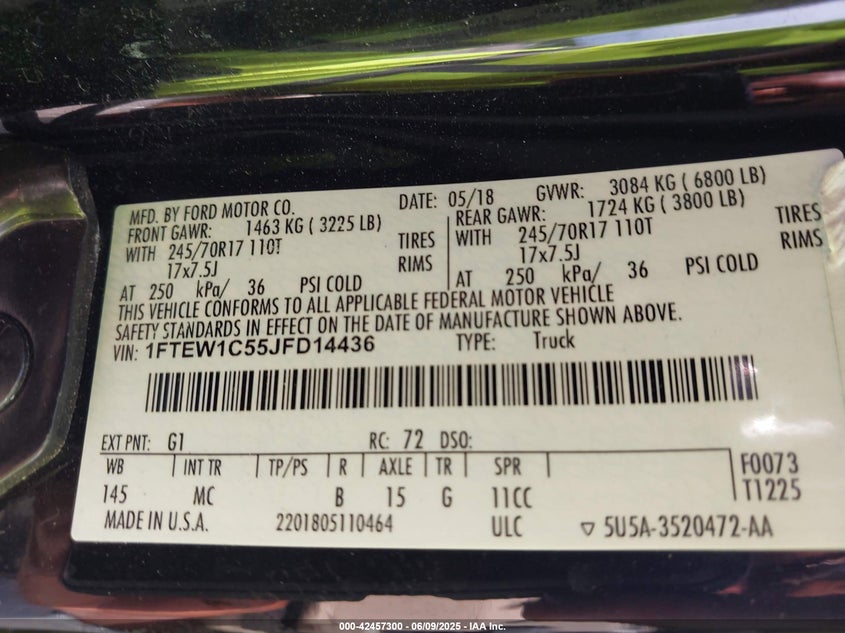 MFD. BY FORD MOTOR CO. DATE: 05/18 GVWR: 3084 KG ( 6800 LB)
FRONT GAWR: 1463 KG ( 3225 LB) REAR GAWR: 1724 KG ( 3800 LB)
WITH 245/70R17 110T TIRES WITH 245/70R17 110T TIRES
17x7.5J RIMS 17x7.5J RIMS
AT 250 kPa/ 36 PSI COLD AT 250 kPa/ 36 PSI COLD
THIS VEHICLE CONFORMS TO ALL APPLICABLE FEDERAL MOTOR VEHICLE
SAFETY STANDARDS IN EFFECT ON THE DATE OF MANUFACTURE SHOWN ABOVE.
VIN: 1FTEW1C55JFD14436 TYPE: Truck
EXT PNT: G1 RC: 72 DSO:
WB INT TR TP/PS R AXLE TR SPR F0073
145 MC B 15 G 11CC T1225
MADE IN U.S.A. 2201805110464 ULC ▽ 5U5A-3520472-AA
000-42457300 - 06/09/2025 - IAA Inc.